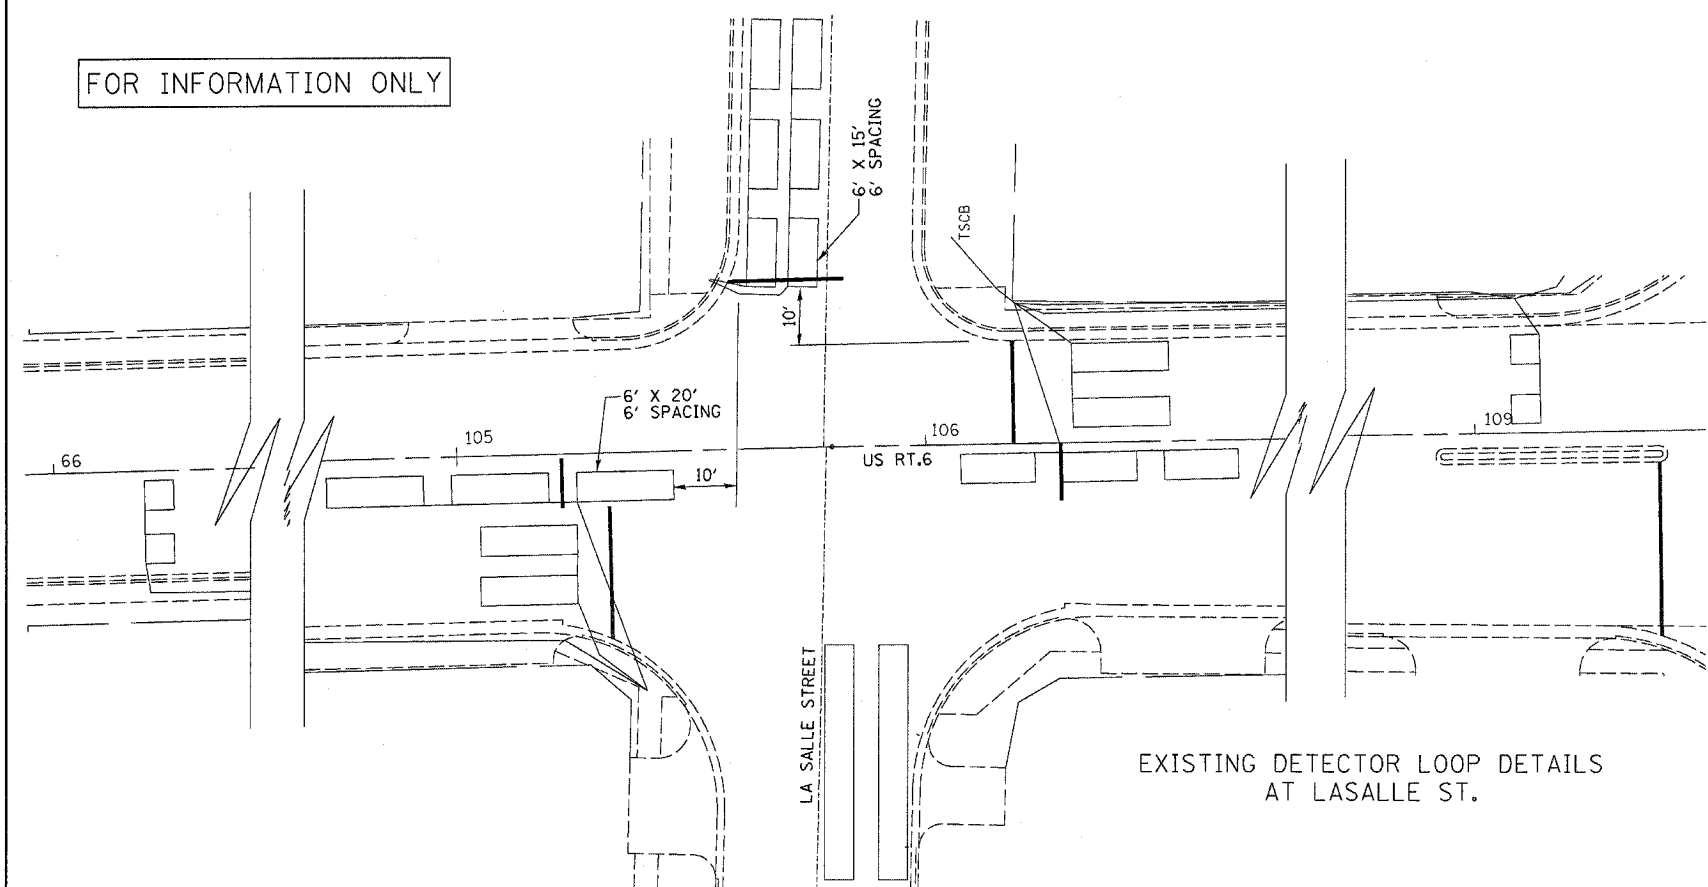 FOR INFORMATION ONLY
6' X 15'
6' SPACING
TSCB
10'
6' X 20'
6' SPACING
105
106
109
66
US RT.6
10'
LA SALLE STREET
EXISTING DETECTOR LOOP DETAILS
AT LASALLE ST.